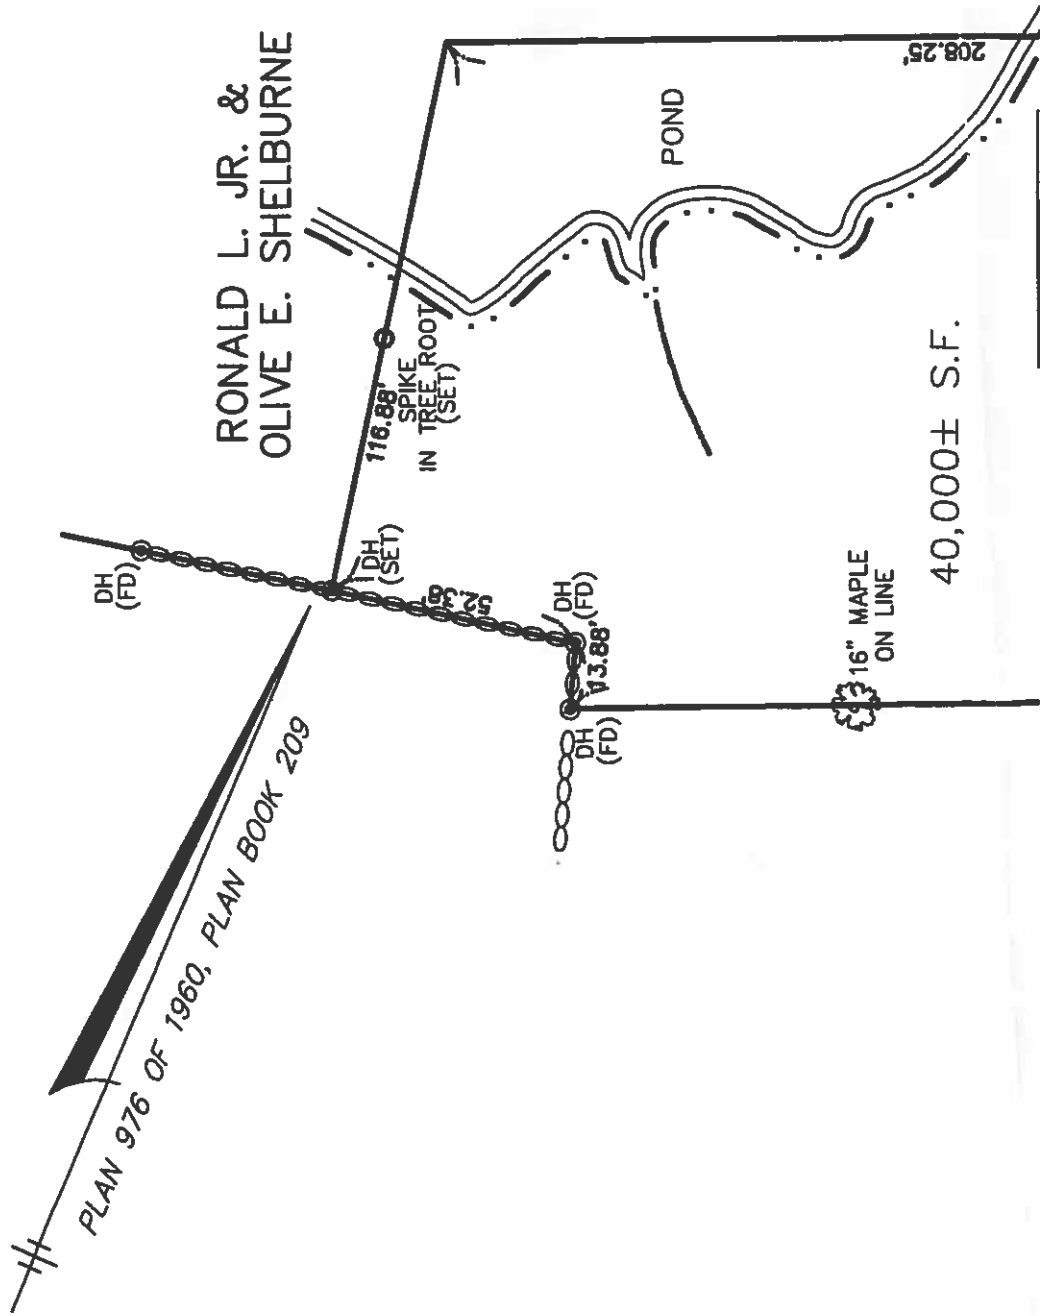 RONALD L. JR. &
OLIVE E. SHELBURNE
208.25'
POND
116.88'
SPIKE
IN TREE ROOT
(SET)
DH
(FD)
DH
(SET)
52.38'
DH
(FD)
13.88'
DH
(FD)
16" MAPLE
ON LINE
40,000± S.F.
PLAN 976 OF 1960, PLAN BOOK 209